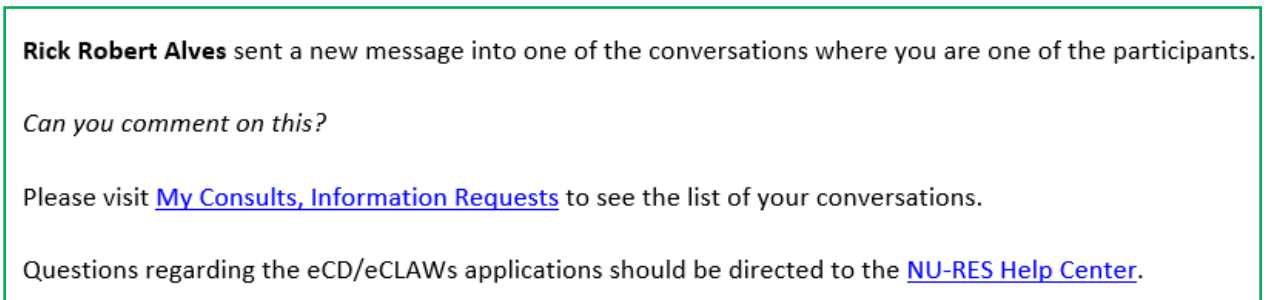 Rick Robert Alves sent a new message into one of the conversations where you are one of the participants.
Can you comment on this?
Please visit My Consults, Information Requests to see the list of your conversations.
Questions regarding the eCD/eCLAWs applications should be directed to the NU-RES Help Center.